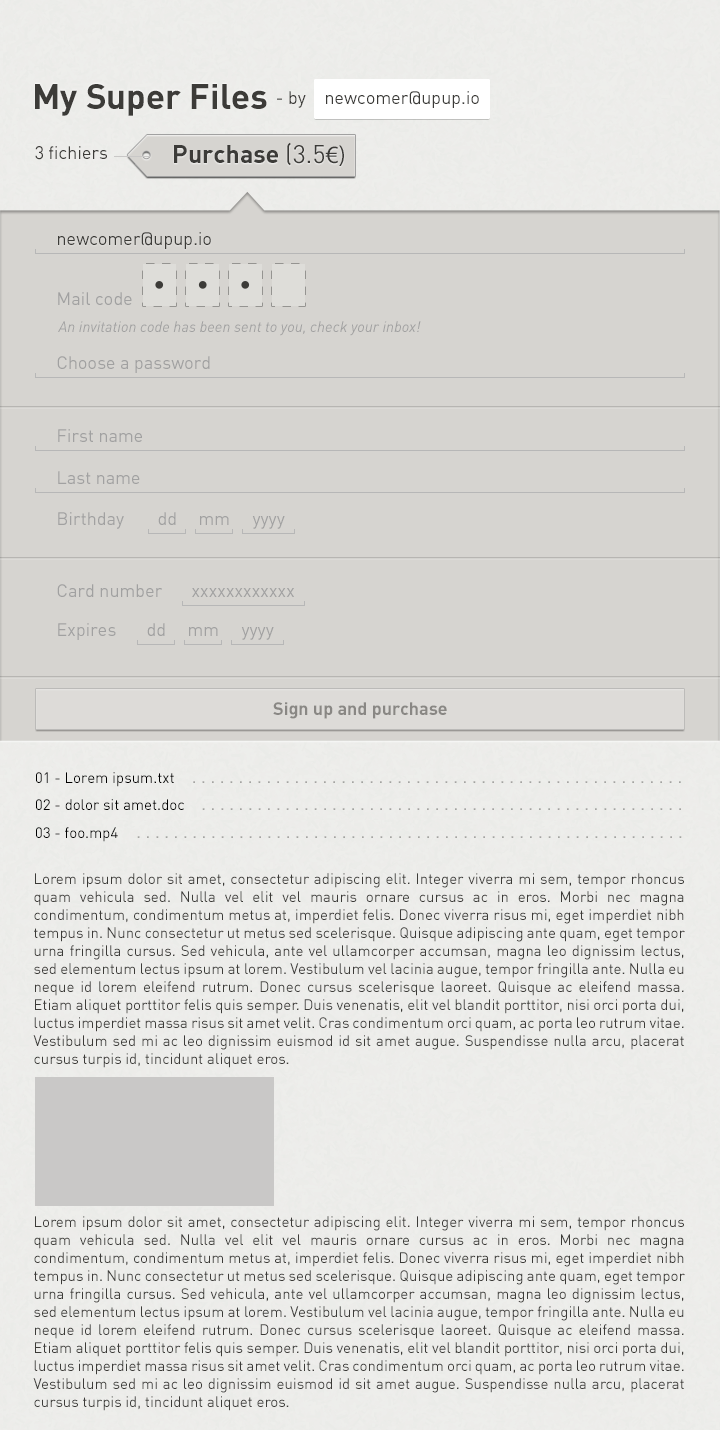 My Super Files - by newcomer@upup.io
3 fichiers Purchase (3.5€)
newcomer@upup.io
Mail code
An invitation code has been sent to you, check your inbox!
Choose a password
First name
Last name
Birthday dd mm yyyy
Card number xxxxxxxxxxxx
Expires dd mm yyyy
Sign up and purchase
01 - Lorem ipsum.txt
02 - dolor sit amet.doc
03 - foo.mp4
Lorem ipsum dolor sit amet, consectetur adipiscing elit. Integer viverra mi sem, tempor rhoncus
quam vehicula sed. Nulla vel elit vel mauris ornare cursus ac in eros. Morbi nec magna
condimentum, condimentum metus at, imperdiet felis. Donec viverra risus mi, eget imperdiet nibh
tempus in. Nunc consectetur ut metus sed scelerisque. Quisque adipiscing ante quam, eget tempor
urna fringilla cursus. Sed vehicula, ante vel ullamcorper accumsan, magna leo dignissim lectus,
sed elementum lectus ipsum at lorem. Vestibulum vel lacinia augue, tempor fringilla ante. Nulla eu
neque id lorem eleifend rutrum. Donec cursus scelerisque laoreet. Quisque ac eleifend massa.
Etiam aliquet porttitor felis quis semper. Duis venenatis, elit vel blandit porttitor, nisi orci porta dui,
luctus imperdiet massa risus sit amet velit. Cras condimentum orci quam, ac porta leo rutrum vitae.
Vestibulum sed mi ac leo dignissim euismod id sit amet augue. Suspendisse nulla arcu, placerat
cursus turpis id, tincidunt aliquet eros.
Lorem ipsum dolor sit amet, consectetur adipiscing elit. Integer viverra mi sem, tempor rhoncus
quam vehicula sed. Nulla vel elit vel mauris ornare cursus ac in eros. Morbi nec magna
condimentum, condimentum metus at, imperdiet felis. Donec viverra risus mi, eget imperdiet nibh
tempus in. Nunc consectetur ut metus sed scelerisque. Quisque adipiscing ante quam, eget tempor
urna fringilla cursus. Sed vehicula, ante vel ullamcorper accumsan, magna leo dignissim lectus,
sed elementum lectus ipsum at lorem. Vestibulum vel lacinia augue, tempor fringilla ante. Nulla eu
neque id lorem eleifend rutrum. Donec cursus scelerisque laoreet. Quisque ac eleifend massa.
Etiam aliquet porttitor felis quis semper. Duis venenatis, elit vel blandit porttitor, nisi orci porta dui,
luctus imperdiet massa risus sit amet velit. Cras condimentum orci quam, ac porta leo rutrum vitae.
Vestibulum sed mi ac leo dignissim euismod id sit amet augue. Suspendisse nulla arcu, placerat
cursus turpis id, tincidunt aliquet eros.